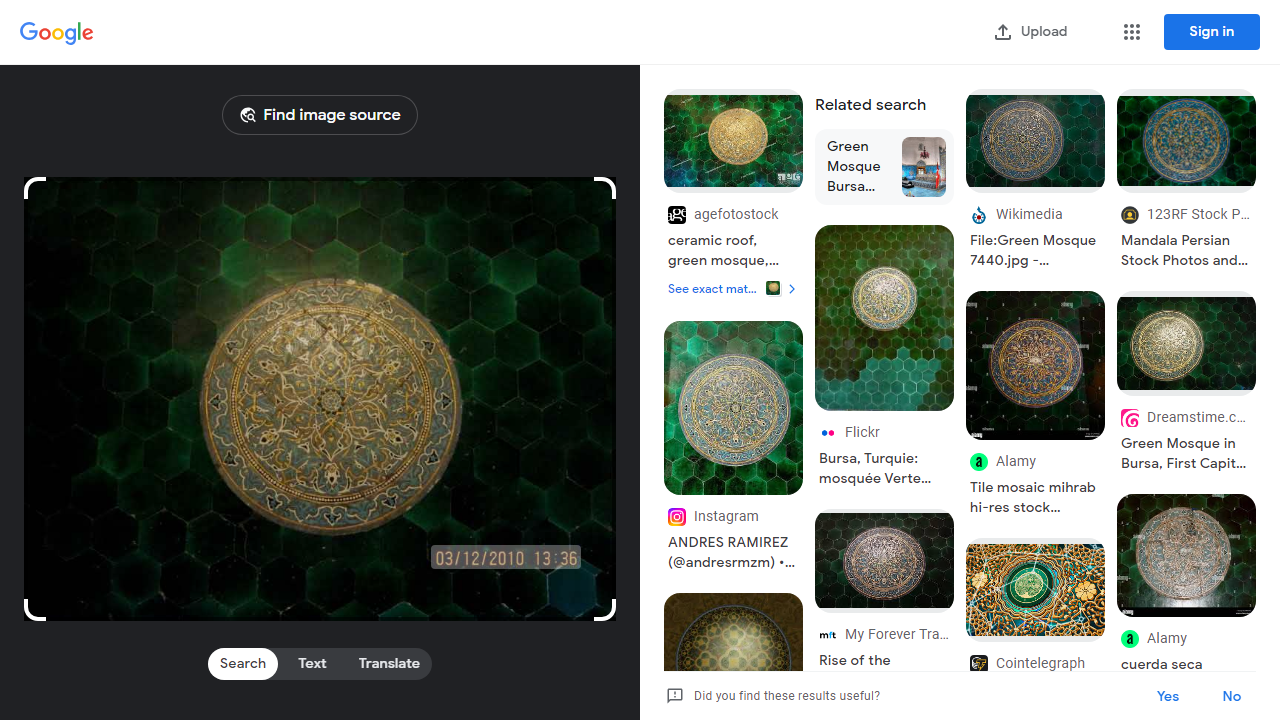 Google
Upload
Sign in
Find image source
03/12/2010 13:36
Search
Text
Translate
agefotostock
ceramic roof,
green mosque,...
See exact mat...
Instagram
ANDRES RAMIREZ
(@andresrmzm) •...
Related search
Green
Mosque
Bursa...
Flickr
Bursa, Turquie:
mosquée Verte...
My Forever Tra...
Rise of the
Wikimedia
File:Green Mosque
7440.jpg -...
Alamy
Tile mosaic mihrab
hi-res stock...
Cointelegraph
123RF Stock P...
Mandala Persian
Stock Photos and...
Dreamstime.c...
Green Mosque in
Bursa, First Capit...
Alamy
cuerda seca
Did you find these results useful?
Yes
No